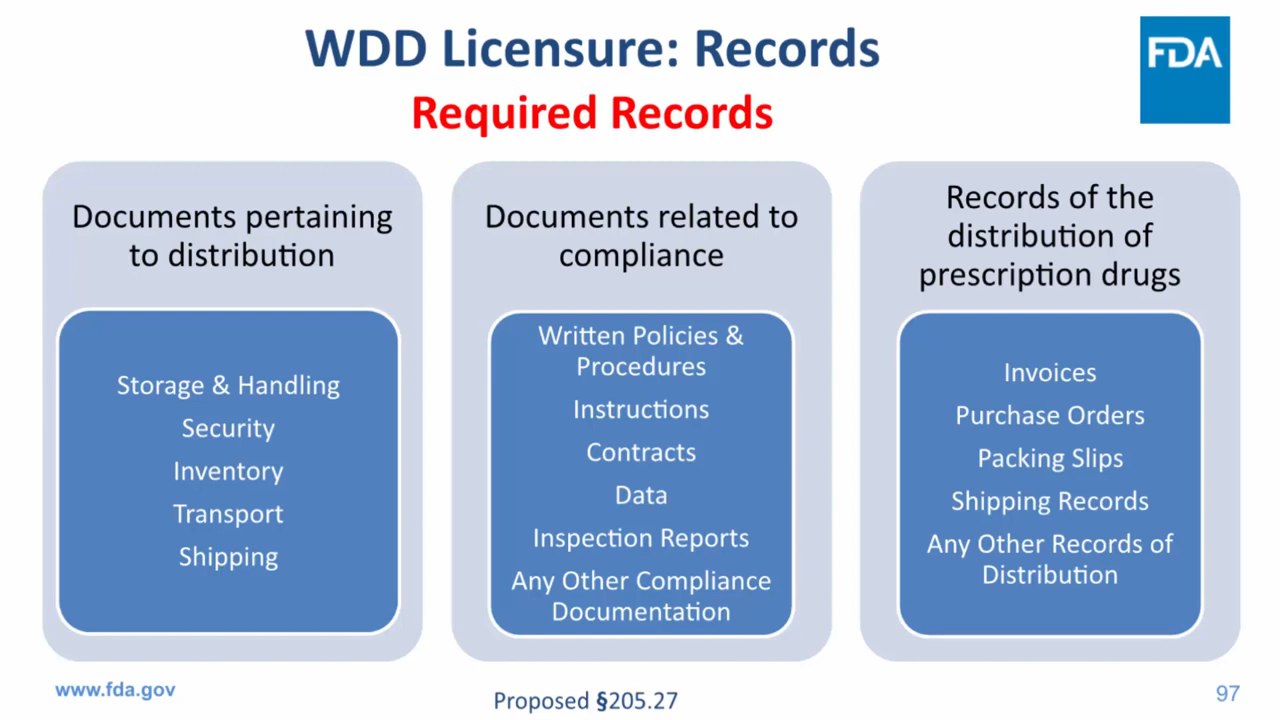 WDD Licensure: Records
Required Records
FDA
Documents pertaining
to distribution
Storage & Handling
Security
Inventory
Transport
Shipping
Documents related to
compliance
Written Policies &
Procedures
Instructions
Contracts
Data
Inspection Reports
Any Other Compliance
Documentation
Records of the
distribution of
prescription drugs
Invoices
Purchase Orders
Packing Slips
Shipping Records
Any Other Records of
Distribution
www.fda.gov
Proposed §205.27
97